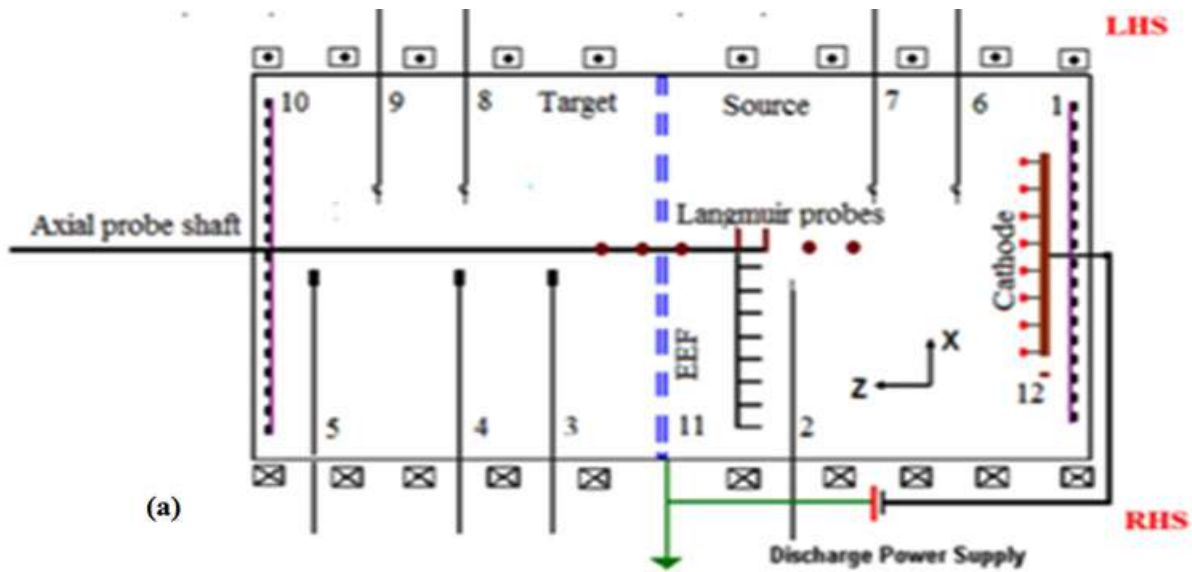 LHS
10 9 8 Target Source 7 6 1
Axial probe shaft
Langmuir probes
Cathode
EEF
X
Z
12
5 4 3 11 2
(a)
RHS
Discharge Power Supply